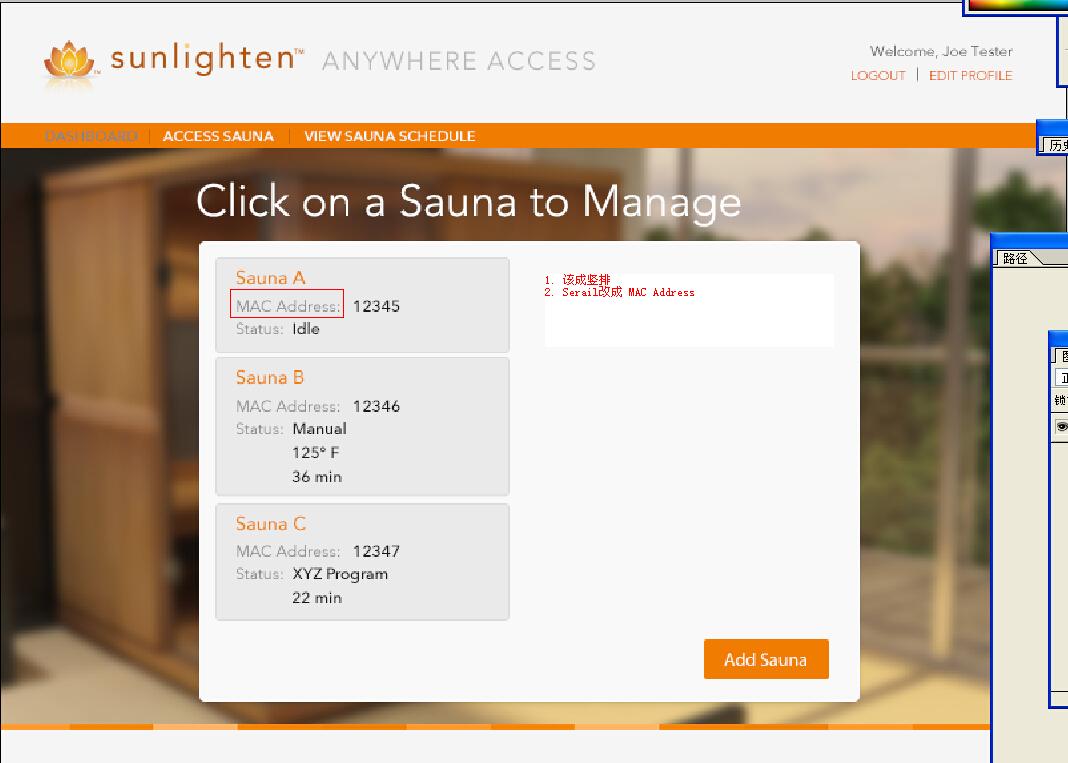 sunlighten™ ANYWHERE ACCESS
Welcome, Joe Tester
LOGOUT | EDIT PROFILE
DASHBOARD | ACCESS SAUNA | VIEW SAUNA SCHEDULE
历史
Click on a Sauna to Manage
路径
Sauna A
MAC Address: 12345
Status: Idle
1. 该成竖排
2. Serail改成 MAC Address
Sauna B
MAC Address: 12346
Status: Manual
125° F
36 min
Sauna C
MAC Address: 12347
Status: XYZ Program
22 min
Add Sauna